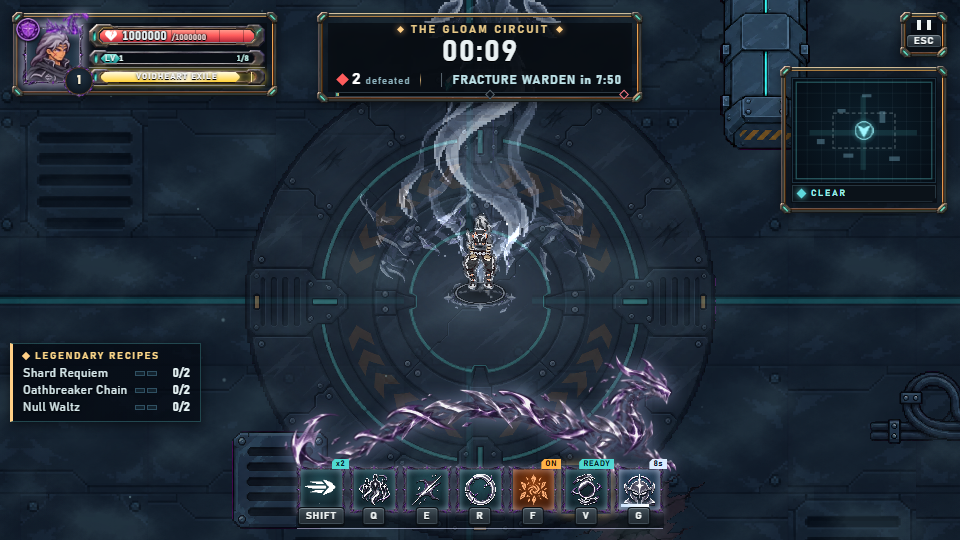 1000000 /1000000
LV 1 1/8
VOIDHEART EXILE
1
THE GLOAM CIRCUIT
00:09
2 defeated FRACTURE WARDEN in 7:50
ESC
CLEAR
LEGENDARY RECIPES
Shard Requiem 0/2
Oathbreaker Chain 0/2
Null Waltz 0/2
x2 ON READY 8s
SHIFT Q E R F V G